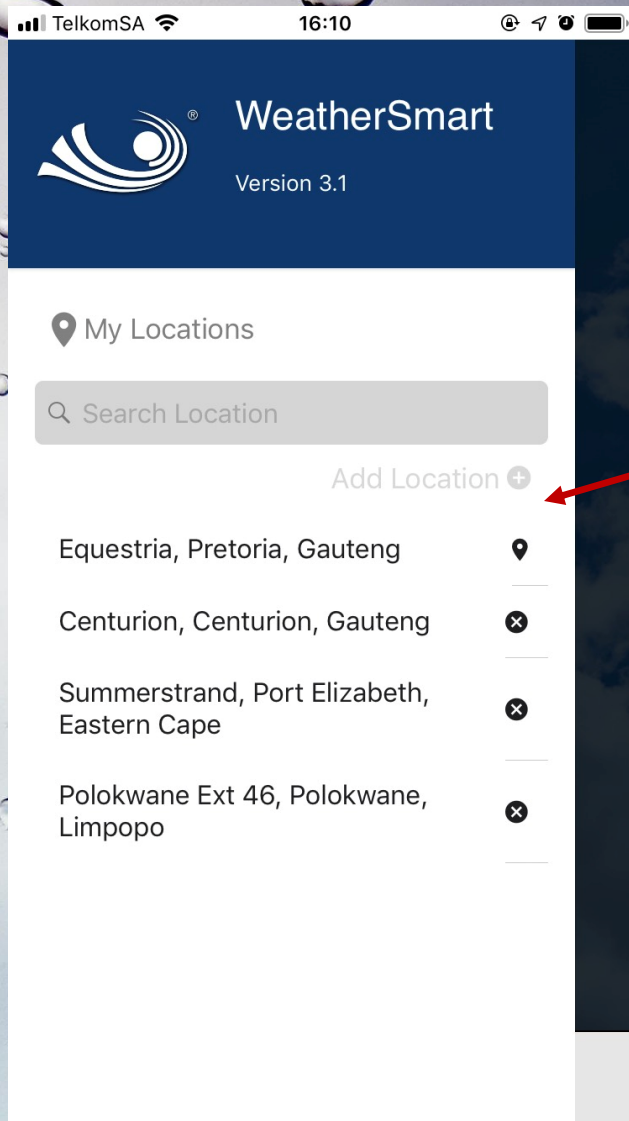 TelkomSA 16:10
®
WeatherSmart
Version 3.1
My Locations
Search Location
Add Location
Equestria, Pretoria, Gauteng
Centurion, Centurion, Gauteng
Summerstrand, Port Elizabeth,
Eastern Cape
Polokwane Ext 46, Polokwane,
Limpopo